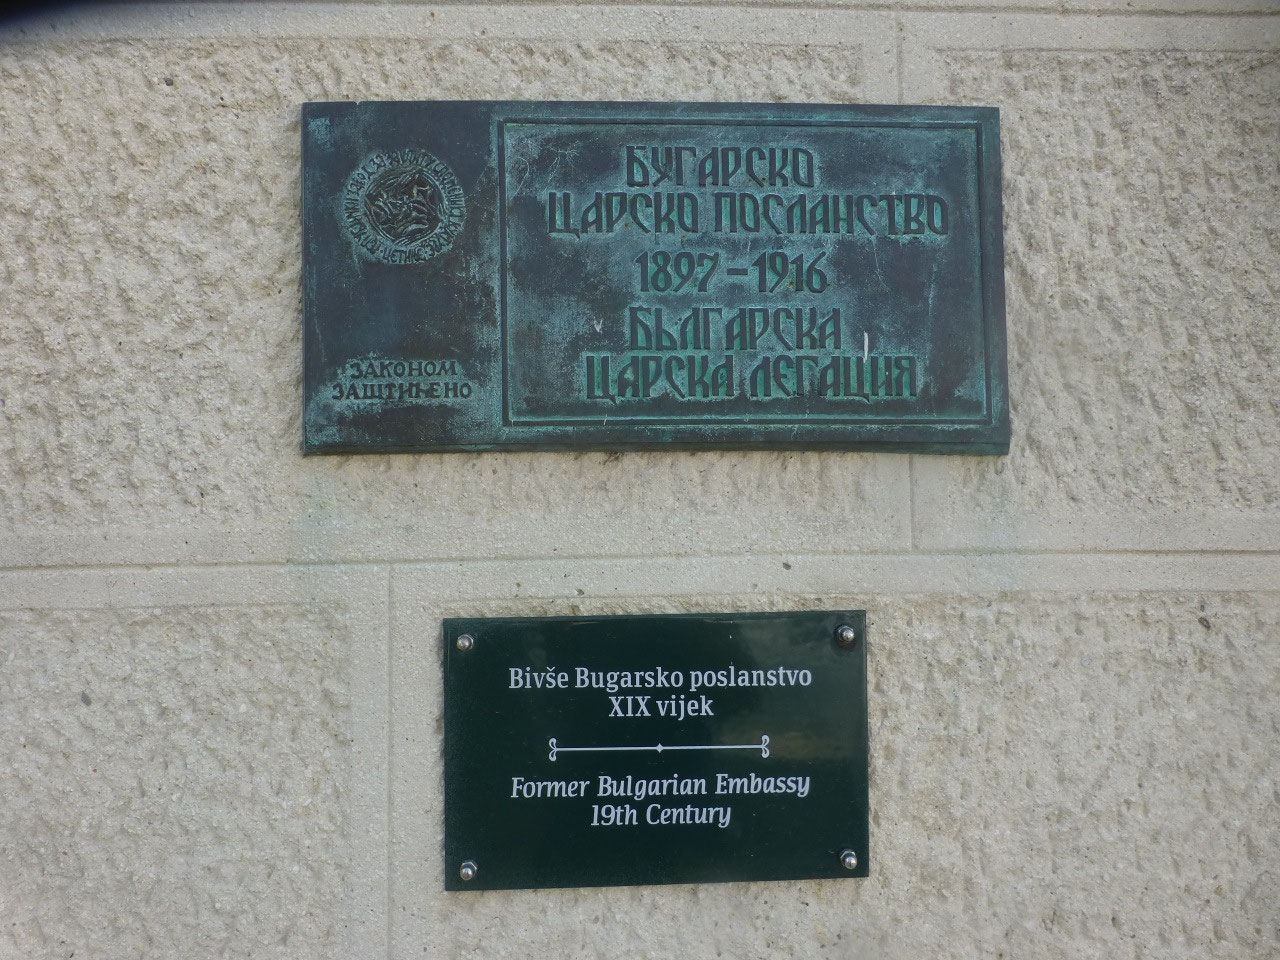 БУГАРСКО
ЦАРСКО ПОСЛАНСТВО
1897-1916
БЪЛГАРСКА
ЦАРСКА ЛЕГАЦИЯ
ЗАКОНОМ
ЗАШТИЋЕНО
Bivše Bugarsko poslanstvo
XIX vijek
Former Bulgarian Embassy
19th Century